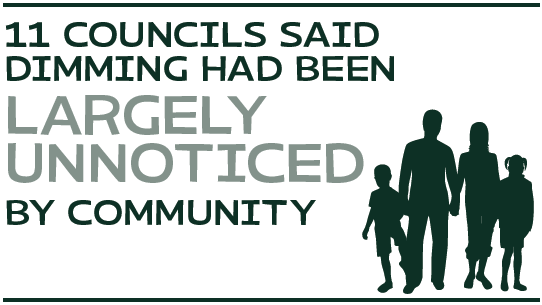 11 COUNCILS SAID
DIMMING HAD BEEN
LARGELY
UNNOTICED
BY COMMUNITY